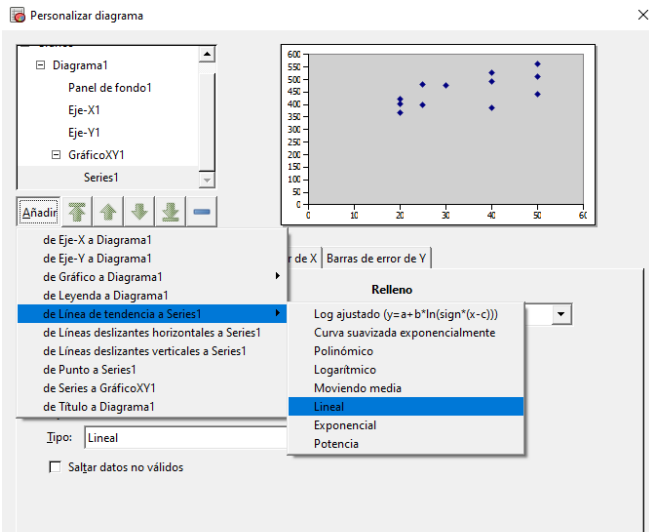 Personalizar diagrama
Diagrama1
Panel de fondo1
Eje-X1
Eje-Y1
GráficoXY1
Series1
Añadir
600
550
500
450
400
350
300
250
200
150
100
50
0
0 10 20 30 40 50
de Eje-X a Diagrama1
de Eje-Y a Diagrama1
de Gráfico a Diagrama1
de Leyenda a Diagrama1
de Línea de tendencia a Series1
de Líneas deslizantes horizontales a Series1
de Líneas deslizantes verticales a Series1
de Punto a Series1
de Series a GráficoXY1
de Título a Diagrama1
r de X Barras de error de Y
Relleno
Log ajustado (y=a+b*ln(sign*(x-c)))
Curva suavizada exponencialmente
Polinómico
Logarítmico
Moviendo media
Lineal
Exponencial
Potencia
Tipo: Lineal
Saltar datos no válidos